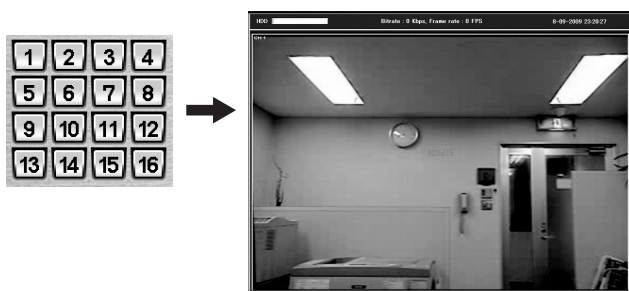 1 2 3 4
5 6 7 8
9 10 11 12
13 14 15 16
HDD Bitrate : 0 Kbps, Frame rate : 0 FPS 8-09-2009 23:20:27
CH 1